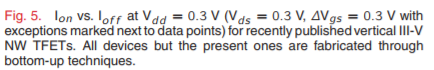 Fig. 5. Ion vs. Ioff at Vdd = 0.3 V (Vds = 0.3 V, ΔVgs = 0.3 V with
exceptions marked next to data points) for recently published vertical III-V
NW TFETs. All devices but the present ones are fabricated through
bottom-up techniques.